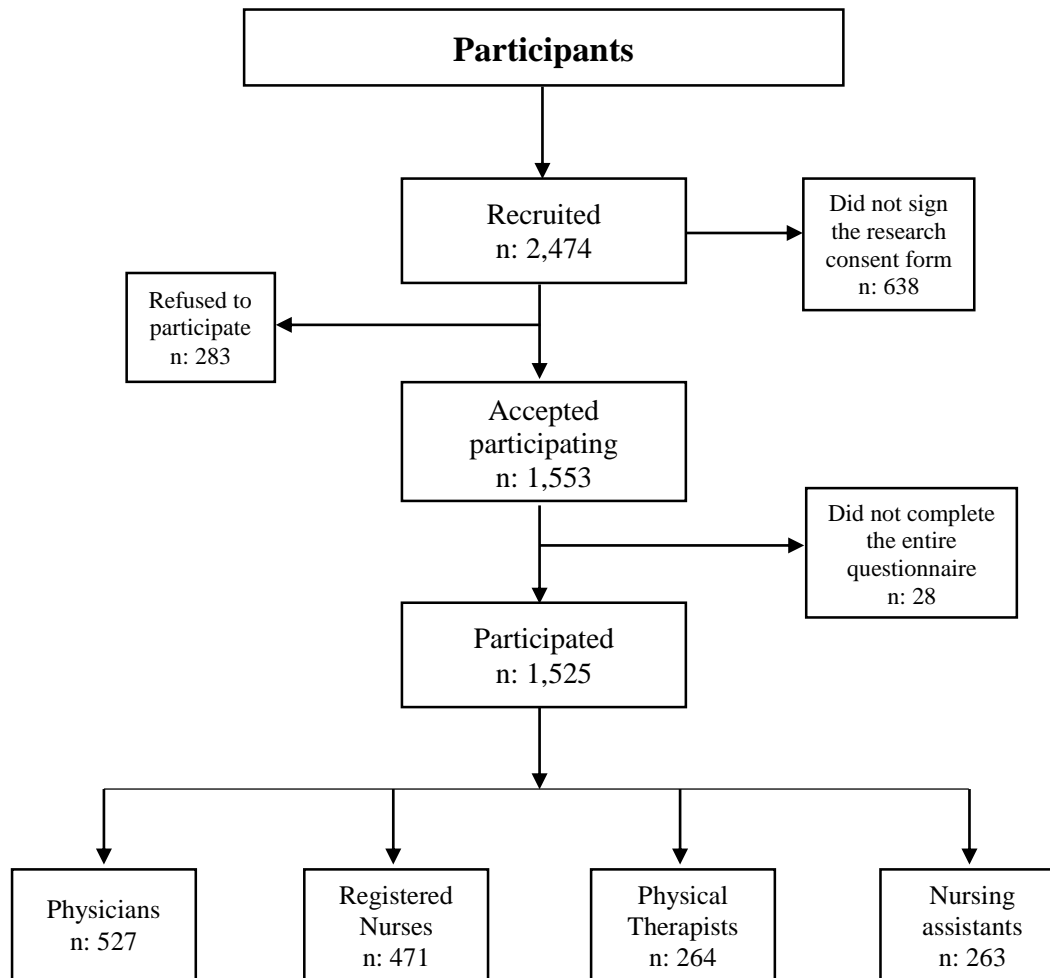 Participants
Recruited
n: 2,474
Did not sign
the research
consent form
n: 638
Refused to
participate
n: 283
Accepted
participating
n: 1,553
Did not complete
the entire
questionnaire
n: 28
Participated
n: 1,525
Physicians
n: 527
Registered
Nurses
n: 471
Physical
Therapists
n: 264
Nursing
assistants
n: 263